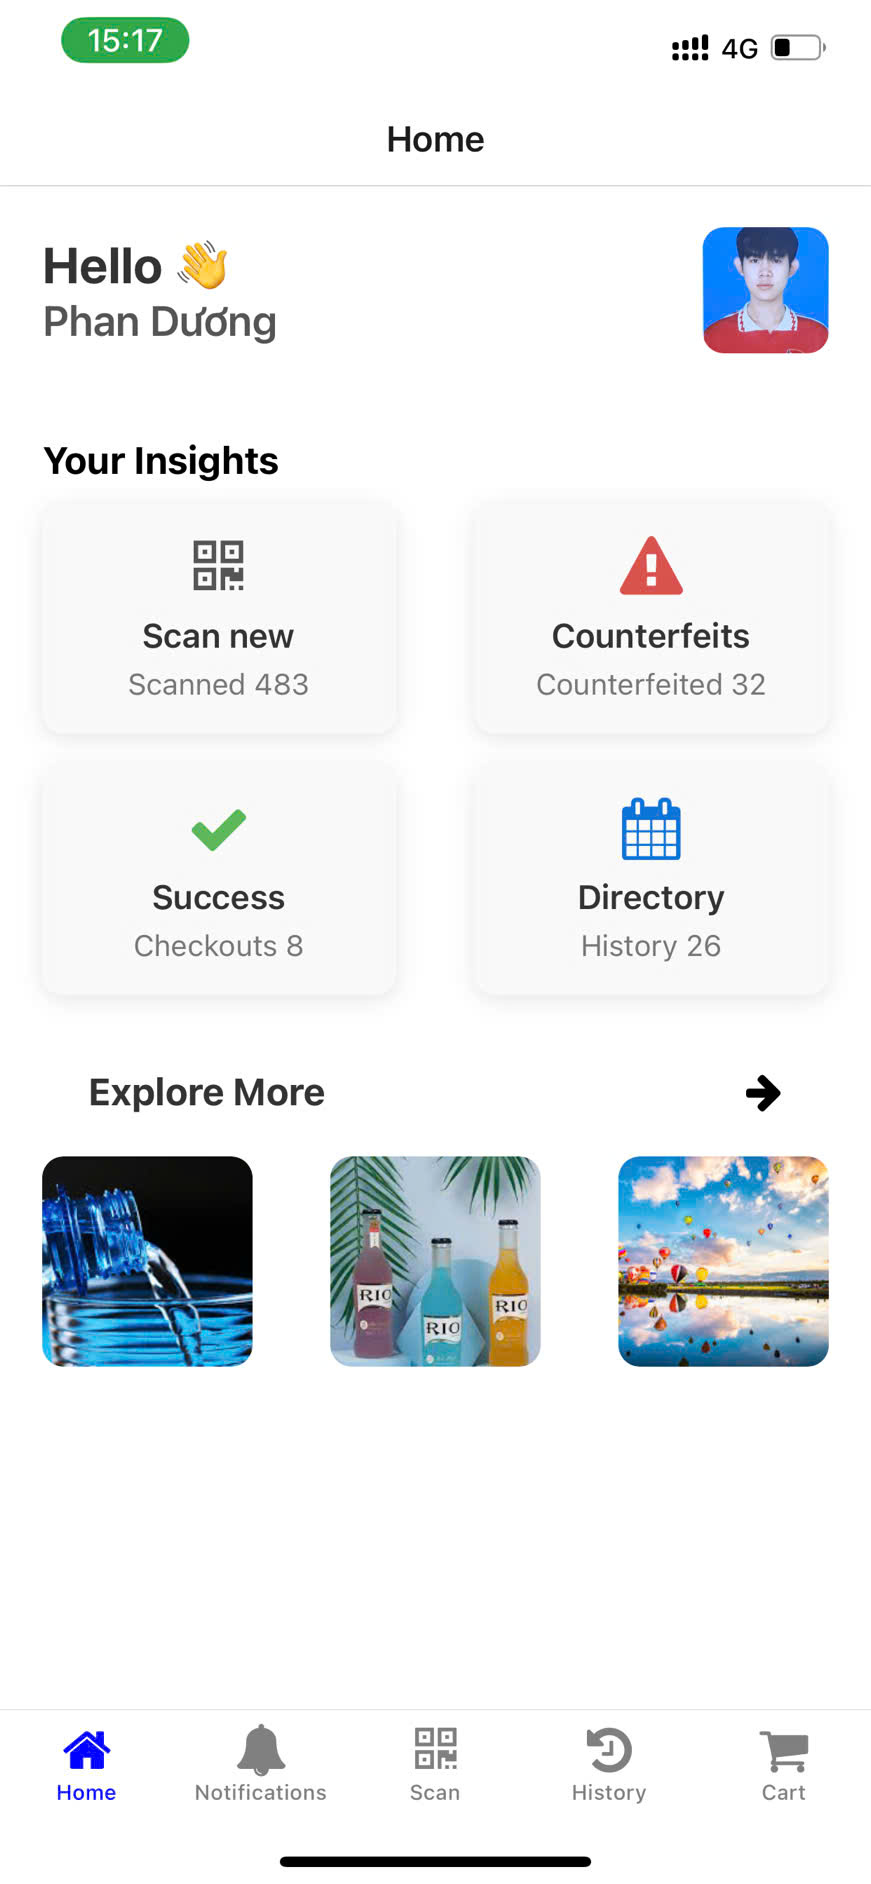 15:17
4G
Home
Hello 👋
Phan Dương
Your Insights
Scan new
Scanned 483
Counterfeits
Counterfeited 32
Success
Checkouts 8
Directory
History 26
Explore More
RIO
RIO
RIO
Home
Notifications
Scan
History
Cart